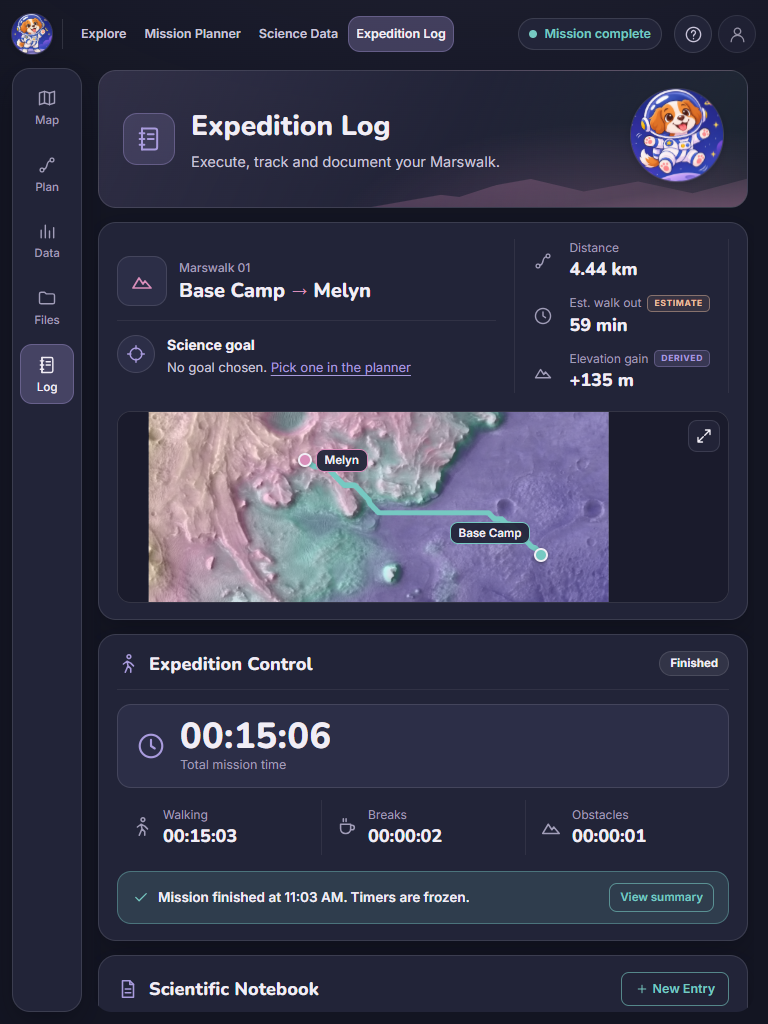 Explore
Mission Planner
Science Data
Expedition Log
Mission complete
Map
Plan
Data
Files
Log
Expedition Log
Execute, track and document your Marswalk.
Marswalk 01
Base Camp → Melyn
Science goal
No goal chosen. Pick one in the planner
Distance
4.44 km
Est. walk out ESTIMATE
59 min
Elevation gain DERIVED
+135 m
Melyn
Base Camp
Expedition Control
Finished
00:15:06
Total mission time
Walking
00:15:03
Breaks
00:00:02
Obstacles
00:00:01
Mission finished at 11:03 AM. Timers are frozen.
View summary
Scientific Notebook
+ New Entry